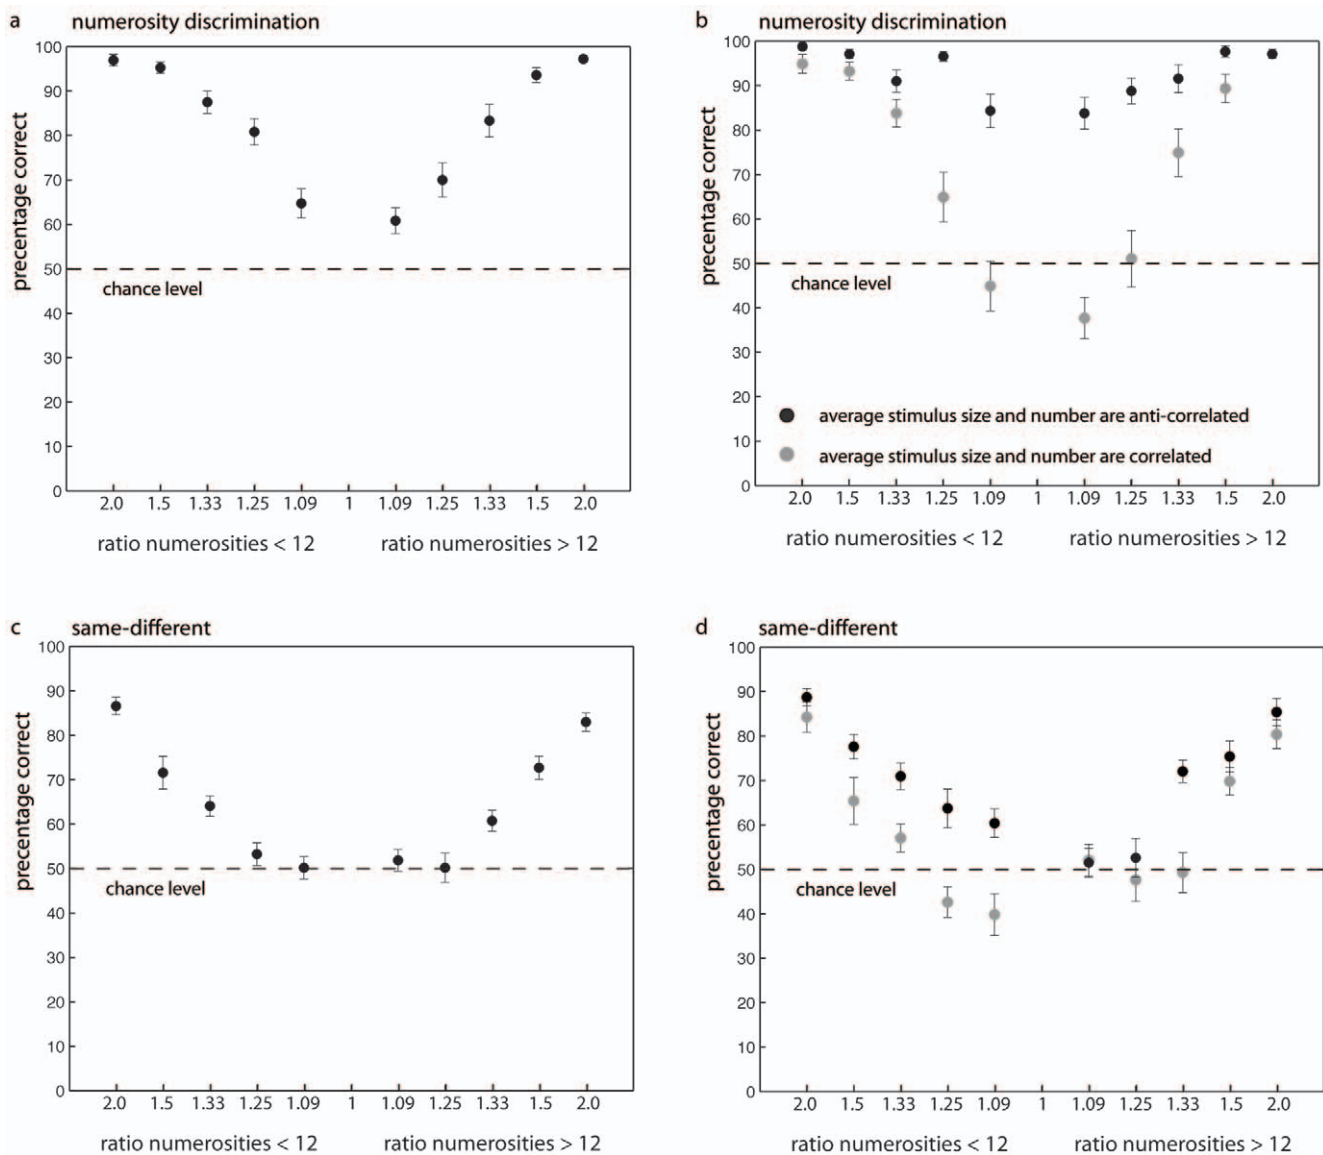 a numerosity discrimination
100
90
80
70
60
50
40
30
20
10
0
precentage correct
chance level
2.0 1.5 1.33 1.25 1.09 1 1.09 1.25 1.33 1.5 2.0
ratio numerosities < 12 ratio numerosities > 12
b numerosity discrimination
100
90
80
70
60
50
40
30
20
10
0
precentage correct
chance level
average stimulus size and number are anti-correlated
average stimulus size and number are correlated
2.0 1.5 1.33 1.25 1.09 1 1.09 1.25 1.33 1.5 2.0
ratio numerosities < 12 ratio numerosities > 12
c same-different
100
90
80
70
60
50
40
30
20
10
0
precentage correct
chance level
2.0 1.5 1.33 1.25 1.09 1 1.09 1.25 1.33 1.5 2.0
ratio numerosities < 12 ratio numerosities > 12
d same-different
100
90
80
70
60
50
40
30
20
10
0
precentage correct
chance level
2.0 1.5 1.33 1.25 1.09 1 1.09 1.25 1.33 1.5 2.0
ratio numerosities < 12 ratio numerosities > 12